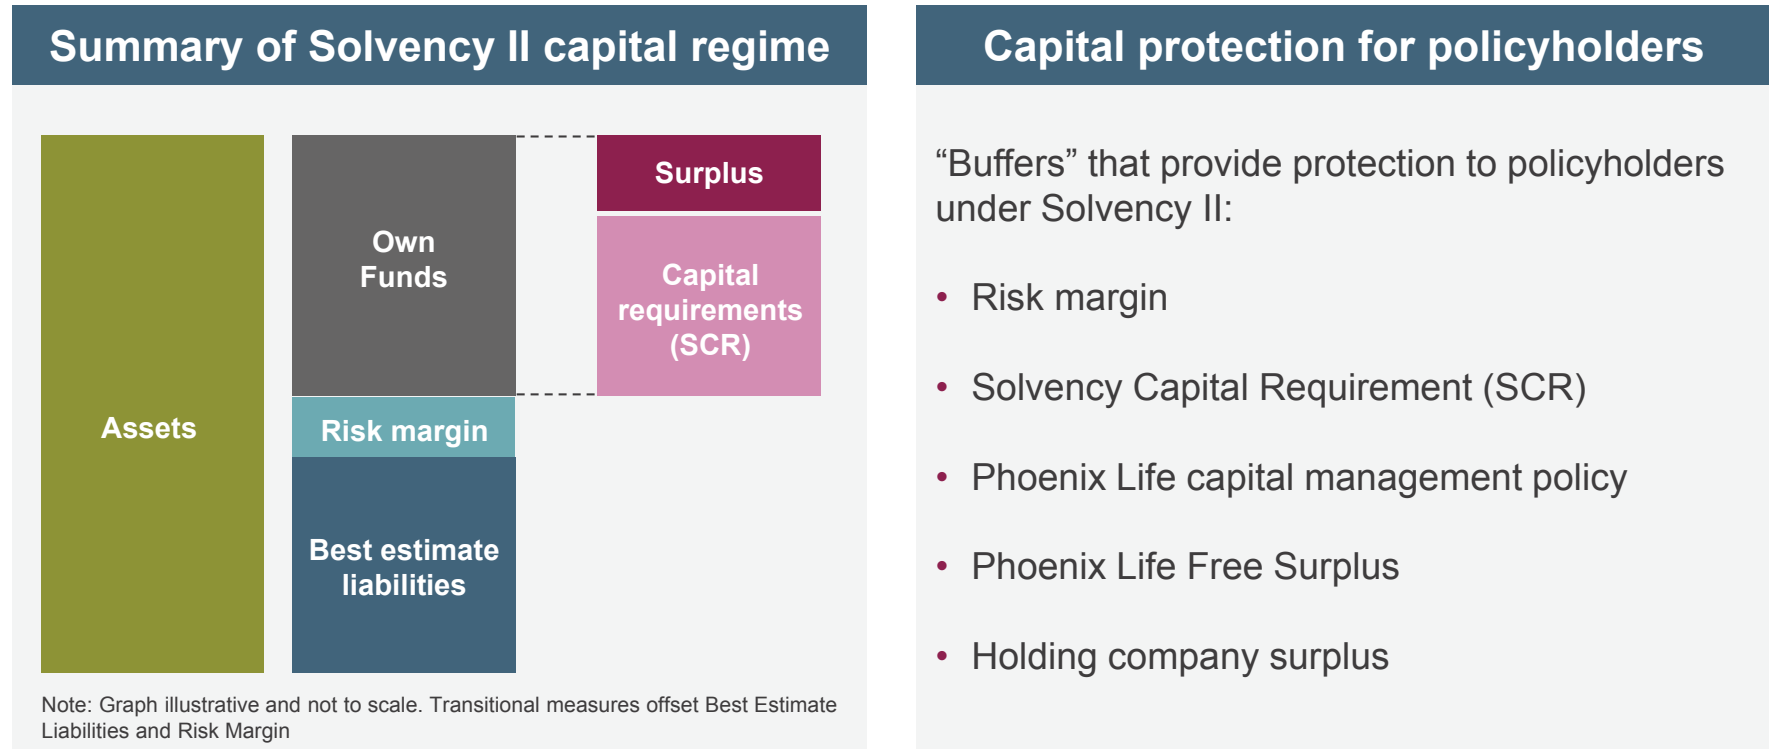 Summary of Solvency II capital regime
Assets
Own
Funds
Risk margin
Best estimate
liabilities
Surplus
Capital
requirements
(SCR)
Note: Graph illustrative and not to scale. Transitional measures offset Best Estimate
Liabilities and Risk Margin
Capital protection for policyholders
“Buffers” that provide protection to policyholders
under Solvency II:
• Risk margin
• Solvency Capital Requirement (SCR)
• Phoenix Life capital management policy
• Phoenix Life Free Surplus
• Holding company surplus